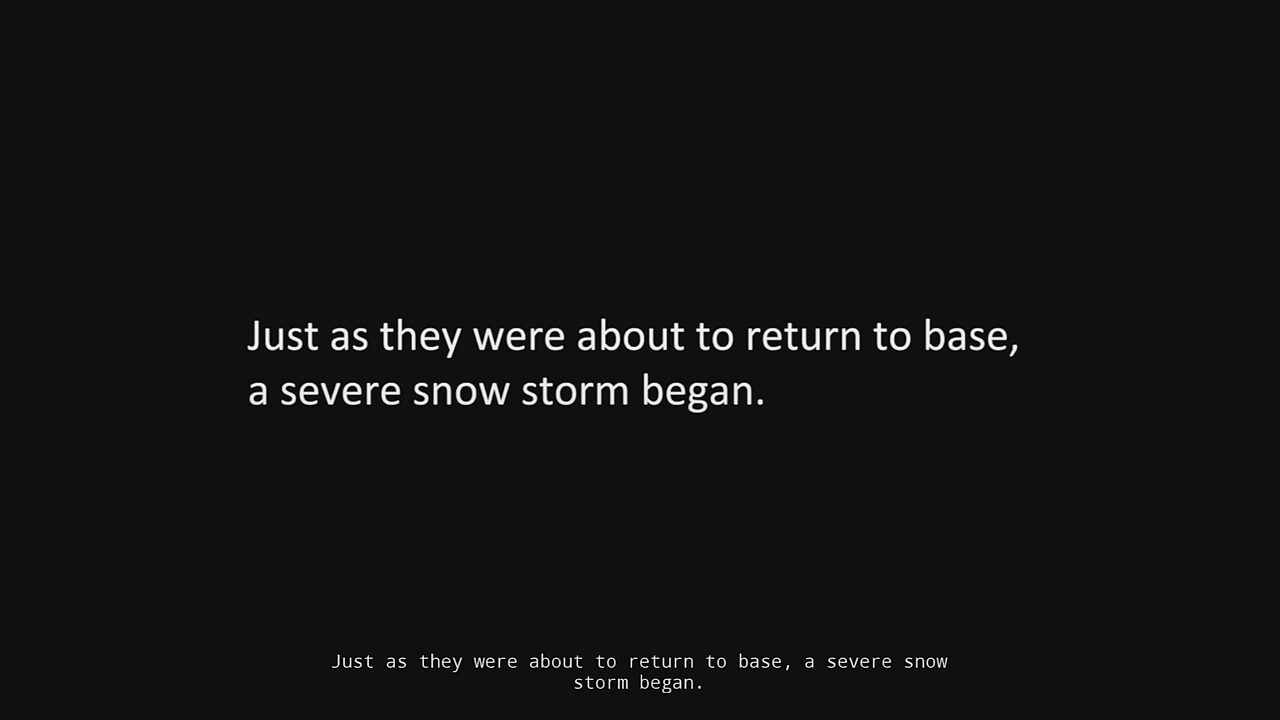 Just as they were about to return to base,
a severe snow storm began.
Just as they were about to return to base, a severe snow
storm began.